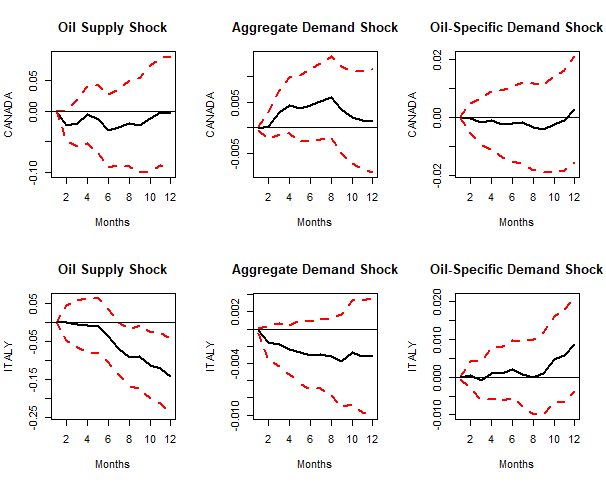 Oil Supply Shock
Aggregate Demand Shock
Oil-Specific Demand Shock
CANADA
-0.10
0.00
0.05
2 4 6 8 10 12
Months
CANADA
-0.005
0.005
2 4 6 8 10 12
Months
CANADA
-0.02
0.00
0.02
2 4 6 8 10 12
Months
Oil Supply Shock
Aggregate Demand Shock
Oil-Specific Demand Shock
ITALY
-0.25
-0.15
-0.05
0.05
2 4 6 8 10 12
Months
ITALY
-0.010
-0.004
0.002
2 4 6 8 10 12
Months
ITALY
-0.010
0.000
0.010
0.020
2 4 6 8 10 12
Months